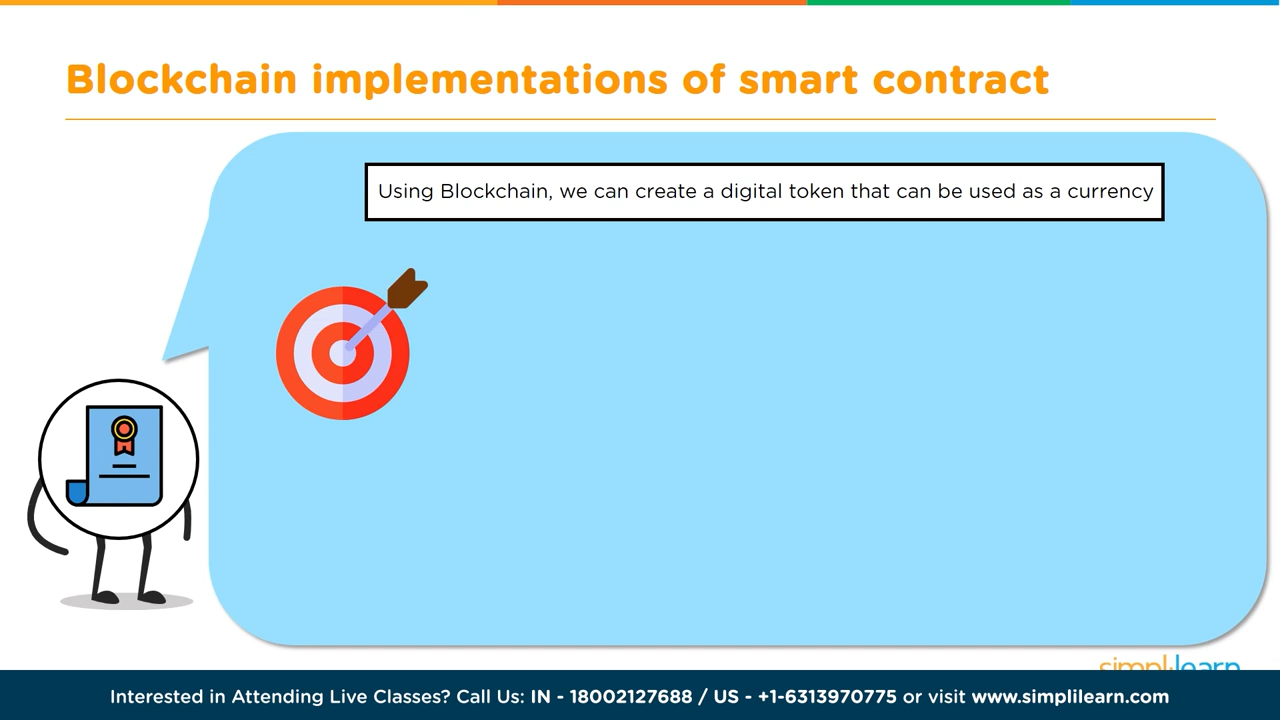 Blockchain implementations of smart contract
Using Blockchain, we can create a digital token that can be used as a currency
simplilearn
Interested in Attending Live Classes? Call Us: IN - 18002127688 / US - +1-6313970775 or visit www.simplilearn.com